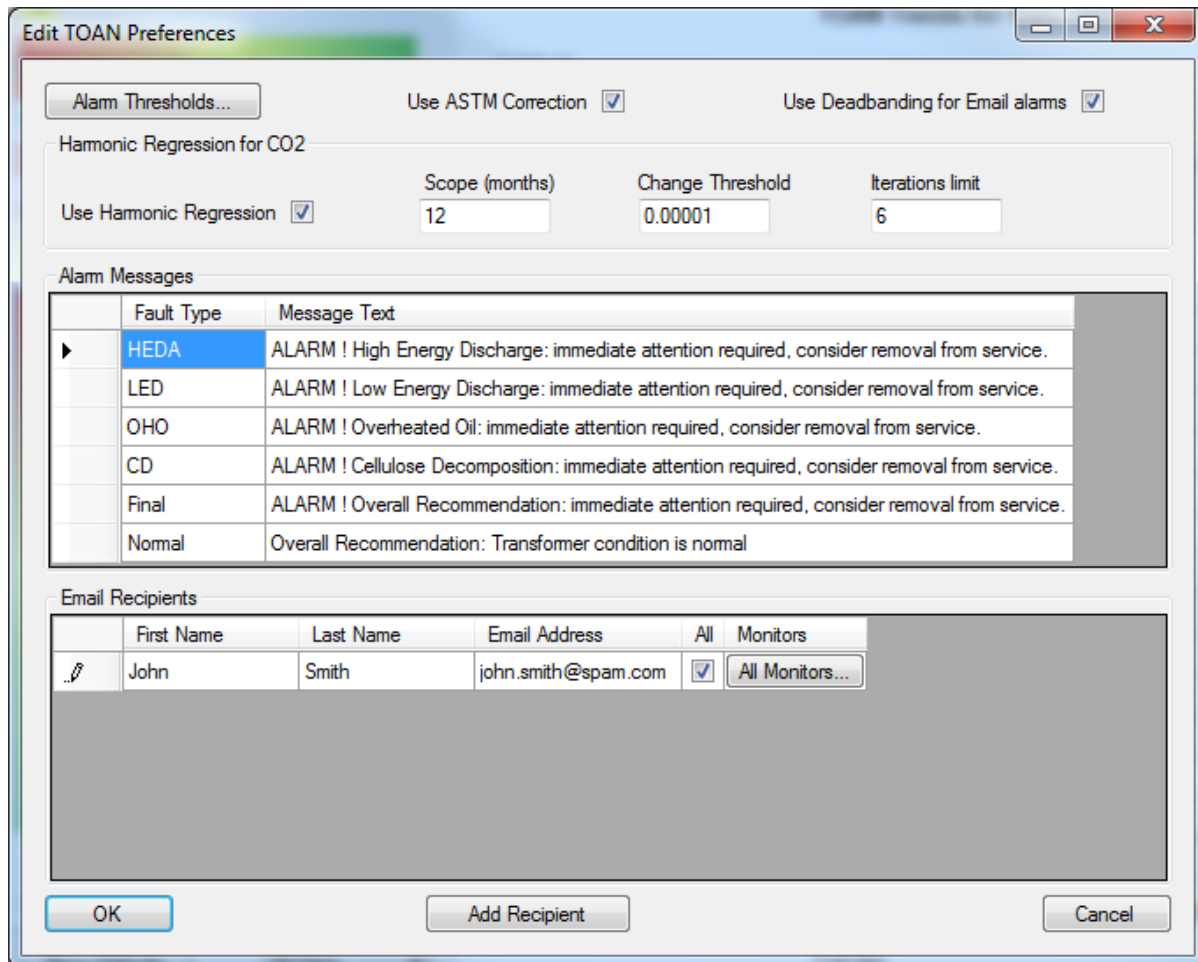 Edit TOAN Preferences
Alarm Thresholds... Use ASTM Correction Use Deadbanding for Email alarms
Harmonic Regression for CO2
Scope (months) Change Threshold Iterations limit
Use Harmonic Regression 12 0.00001 6
Alarm Messages
Fault Type Message Text
HEDA ALARM ! High Energy Discharge: immediate attention required, consider removal from service.
LED ALARM ! Low Energy Discharge: immediate attention required, consider removal from service.
OHO ALARM ! Overheated Oil: immediate attention required, consider removal from service.
CD ALARM ! Cellulose Decomposition: immediate attention required, consider removal from service.
Final ALARM ! Overall Recommendation: immediate attention required, consider removal from service.
Normal Overall Recommendation: Transformer condition is normal
Email Recipients
First Name Last Name Email Address All Monitors
John Smith john.smith@spam.com All Monitors...
OK Add Recipient Cancel